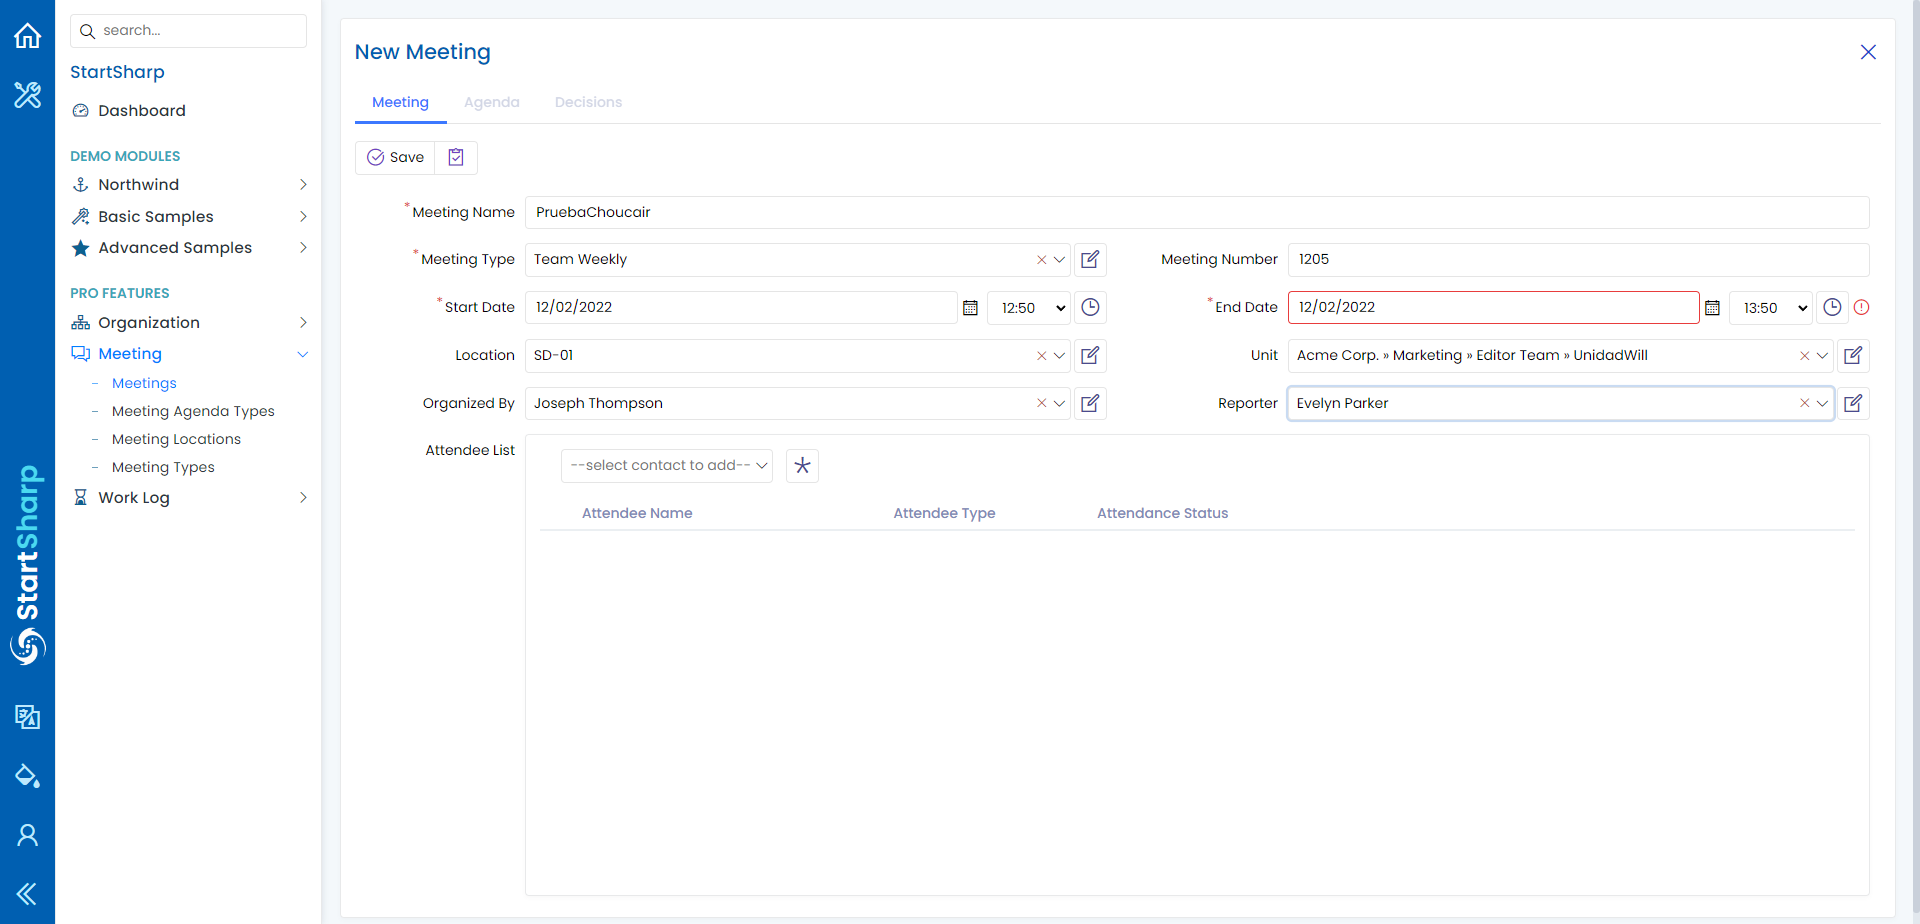 search...
StartSharp
Dashboard
DEMO MODULES
Northwind
Basic Samples
Advanced Samples
PRO FEATURES
Organization
Meeting
- Meetings
- Meeting Agenda Types
- Meeting Locations
- Meeting Types
Work Log
StartSharp
New Meeting
Meeting Agenda Decisions
Save
*Meeting Name PruebaChoucair
*Meeting Type Team Weekly Meeting Number 1205
*Start Date 12/02/2022 12:50 *End Date 12/02/2022 13:50
Location SD-01 Unit Acme Corp. » Marketing » Editor Team » UnidadWill
Organized By Joseph Thompson Reporter Evelyn Parker
Attendee List
--select contact to add--
Attendee Name Attendee Type Attendance Status